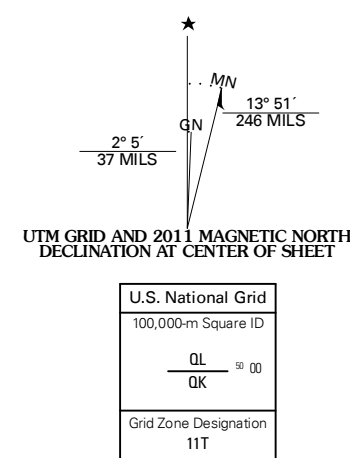 ★
MN
GN
13° 51´
246 MILS
2° 5´
37 MILS
UTM GRID AND 2011 MAGNETIC NORTH
DECLINATION AT CENTER OF SHEET
U.S. National Grid
100,000-m Square ID
QL
50 00
QK
Grid Zone Designation
11T